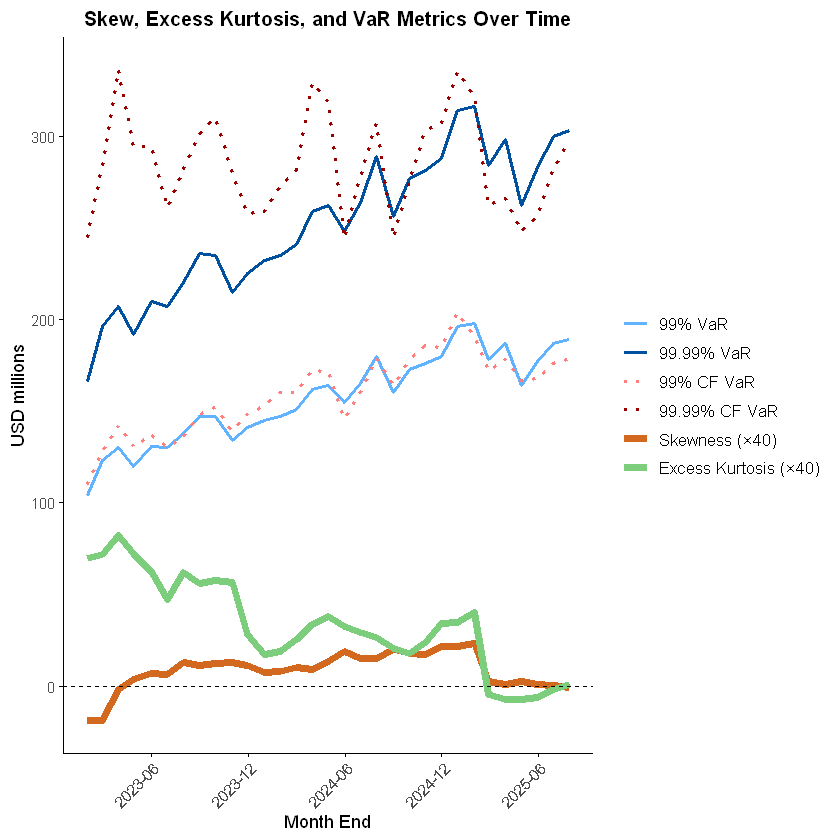 Skew, Excess Kurtosis, and VaR Metrics Over Time
USD millions
300
200
100
0
2023-06
2023-12
2024-06
2024-12
2025-06
Month End
99% VaR
99.99% VaR
99% CF VaR
99.99% CF VaR
Skewness (×40)
Excess Kurtosis (×40)